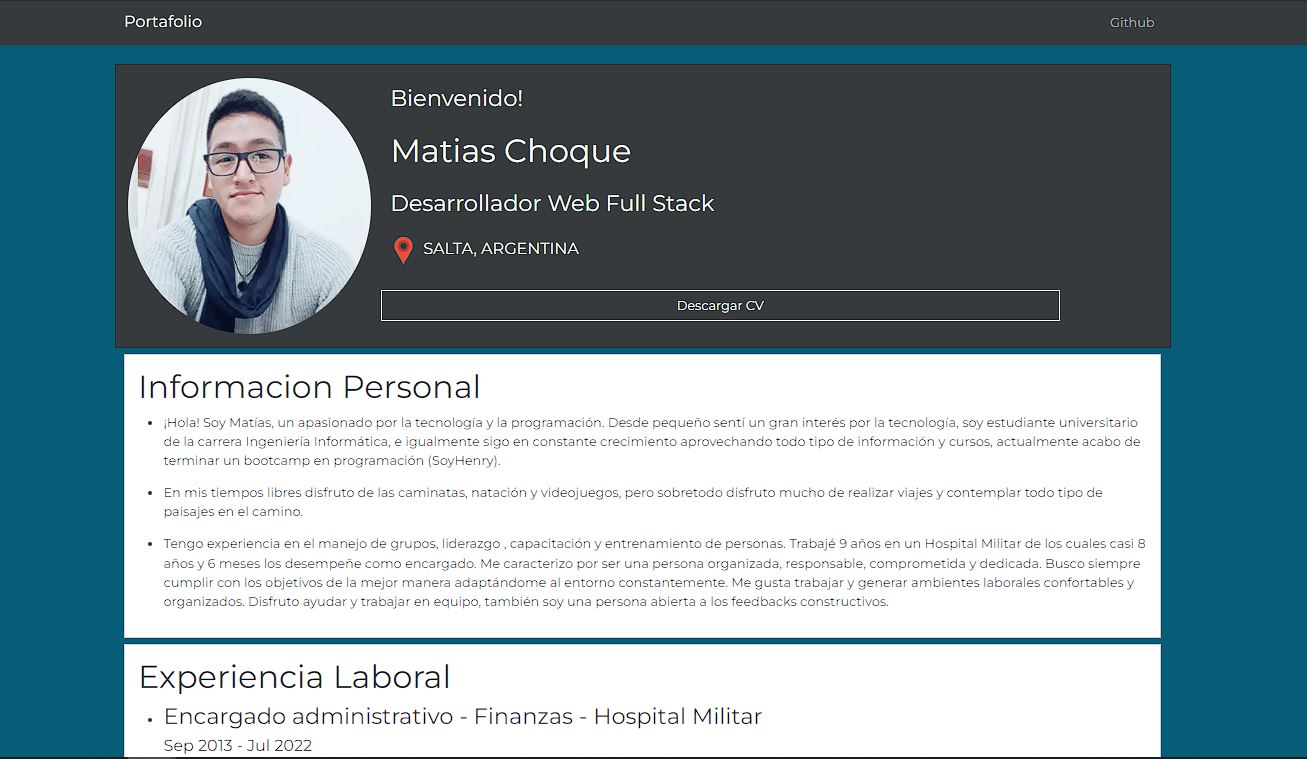 Portafolio
Github
Bienvenido!
Matias Choque
Desarrollador Web Full Stack
SALTA, ARGENTINA
Descargar CV
Informacion Personal
¡Hola! Soy Matías, un apasionado por la tecnología y la programación. Desde pequeño sentí un gran interés por la tecnología, soy estudiante universitario
de la carrera Ingeniería Informática, e igualmente sigo en constante crecimiento aprovechando todo tipo de información y cursos, actualmente acabo de
terminar un bootcamp en programación (SoyHenry).
En mis tiempos libres disfruto de las caminatas, natación y videojuegos, pero sobretodo disfruto mucho de realizar viajes y contemplar todo tipo de
paisajes en el camino.
Tengo experiencia en el manejo de grupos, liderazgo , capacitación y entrenamiento de personas. Trabajé 9 años en un Hospital Militar de los cuales casi 8
años y 6 meses los desempeñe como encargado. Me caracterizo por ser una persona organizada, responsable, comprometida y dedicada. Busco siempre
cumplir con los objetivos de la mejor manera adaptándome al entorno constantemente. Me gusta trabajar y generar ambientes laborales confortables y
organizados. Disfruto ayudar y trabajar en equipo, también soy una persona abierta a los feedbacks constructivos.
Experiencia Laboral
Encargado administrativo - Finanzas - Hospital Militar
Sep 2013 - Jul 2022